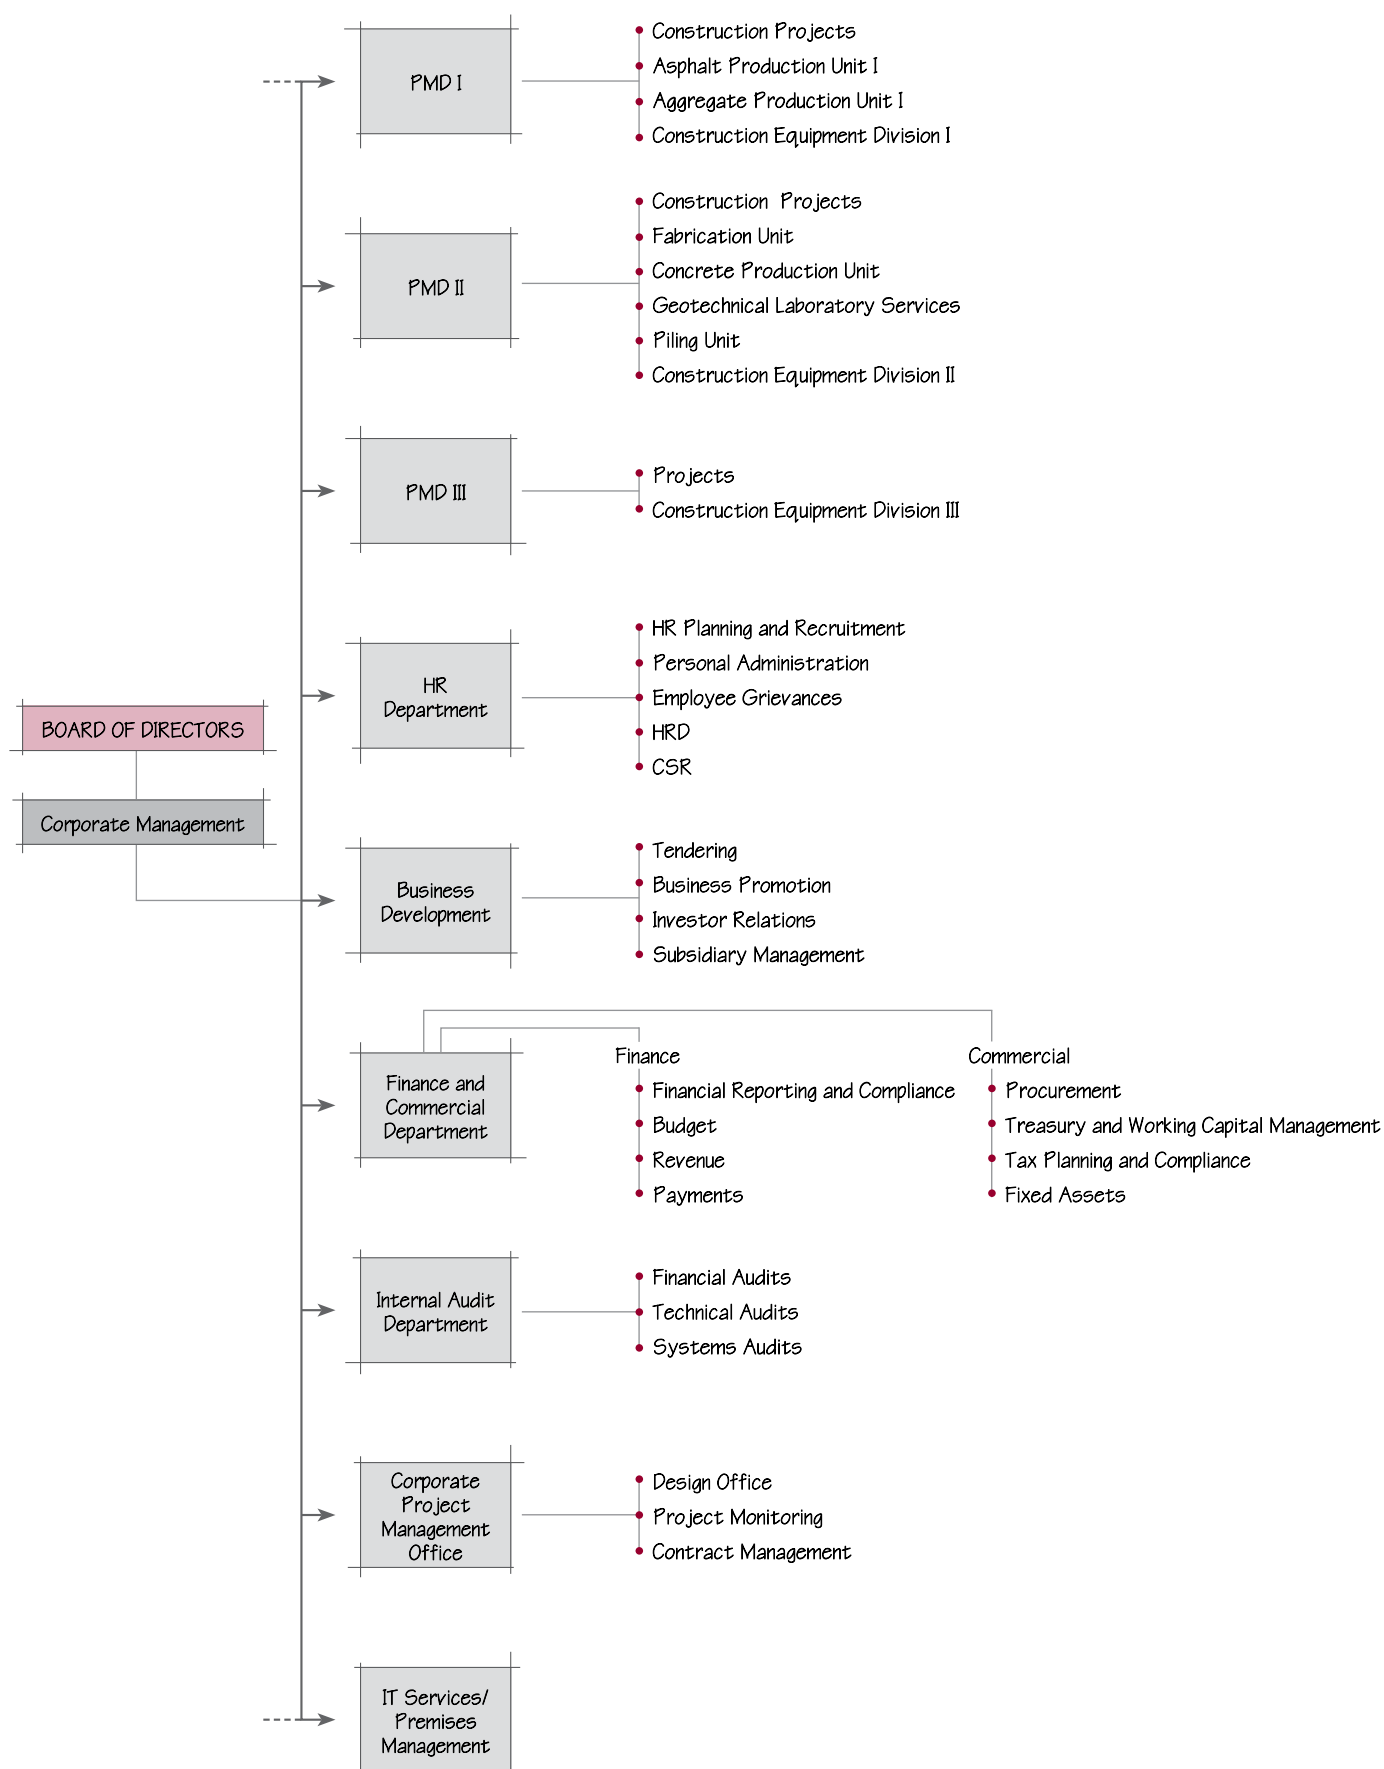 PMD I
Construction Projects
Asphalt Production Unit I
Aggregate Production Unit I
Construction Equipment Division I
PMD II
Construction Projects
Fabrication Unit
Concrete Production Unit
Geotechnical Laboratory Services
Piling Unit
Construction Equipment Division II
PMD III
Projects
Construction Equipment Division III
BOARD OF DIRECTORS
Corporate Management
HR
Department
HR Planning and Recruitment
Personal Administration
Employee Grievances
HRD
CSR
Business
Development
Tendering
Business Promotion
Investor Relations
Subsidiary Management
Finance and
Commercial
Department
Finance
Financial Reporting and Compliance
Budget
Revenue
Payments
Commercial
Procurement
Treasury and Working Capital Management
Tax Planning and Compliance
Fixed Assets
Internal Audit
Department
Financial Audits
Technical Audits
Systems Audits
Corporate
Project
Management
Office
Design Office
Project Monitoring
Contract Management
IT Services/
Premises
Management